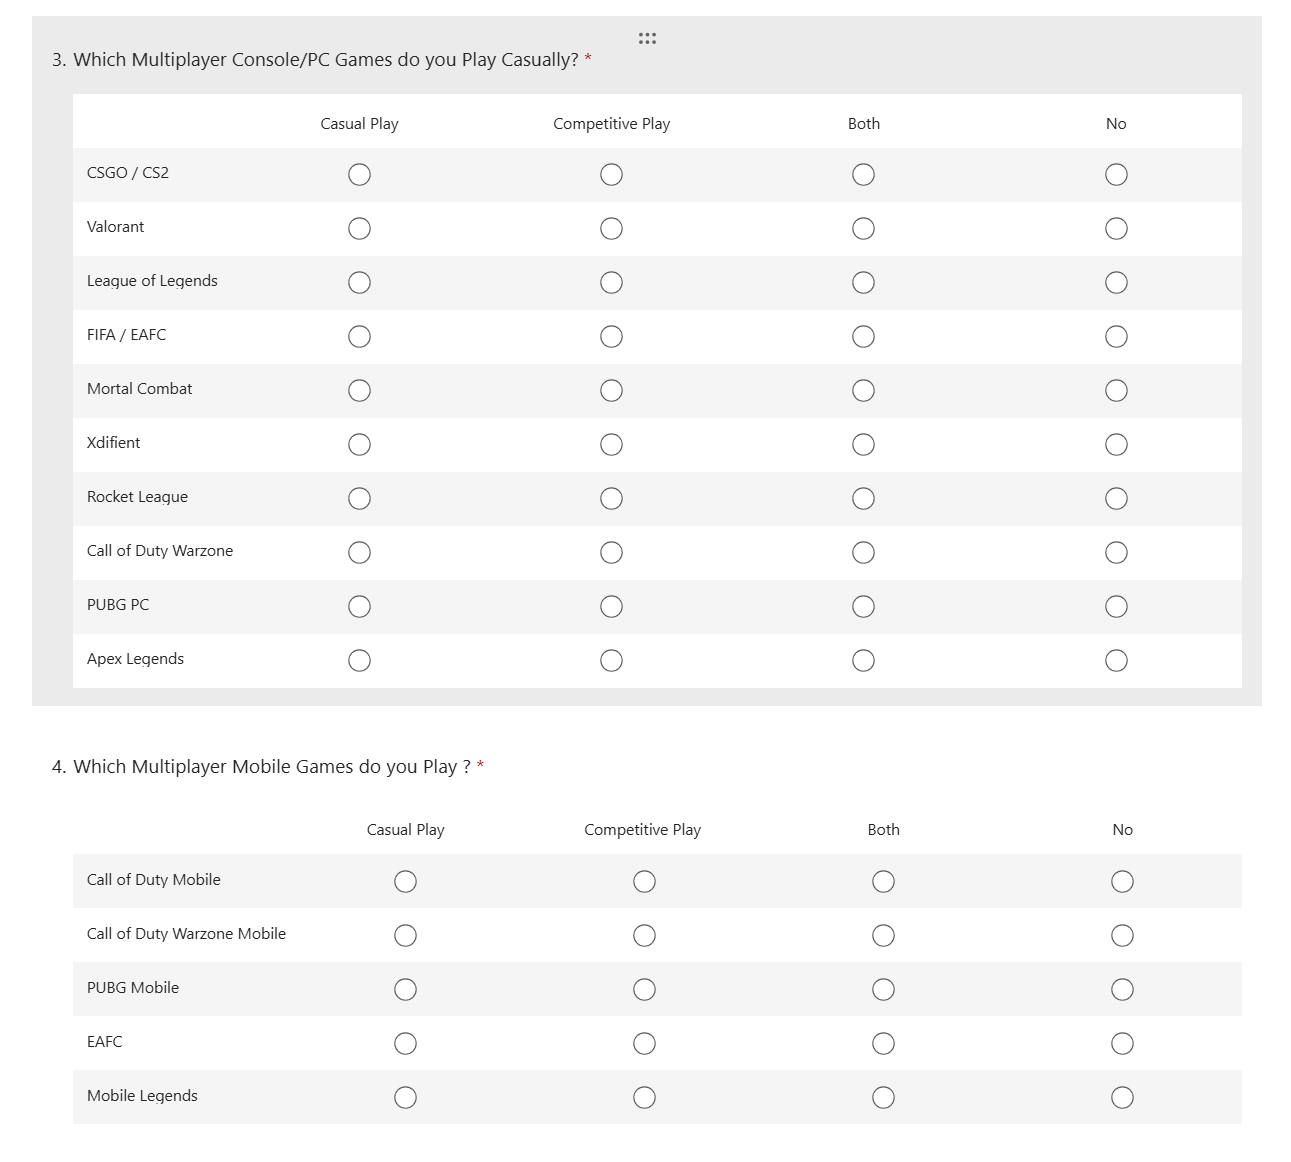 3. Which Multiplayer Console/PC Games do you Play Casually? *
Casual Play Competitive Play Both No
CSGO / CS2
Valorant
League of Legends
FIFA / EAFC
Mortal Combat
Xdifient
Rocket League
Call of Duty Warzone
PUBG PC
Apex Legends
4. Which Multiplayer Mobile Games do you Play ? *
Casual Play Competitive Play Both No
Call of Duty Mobile
Call of Duty Warzone Mobile
PUBG Mobile
EAFC
Mobile Legends